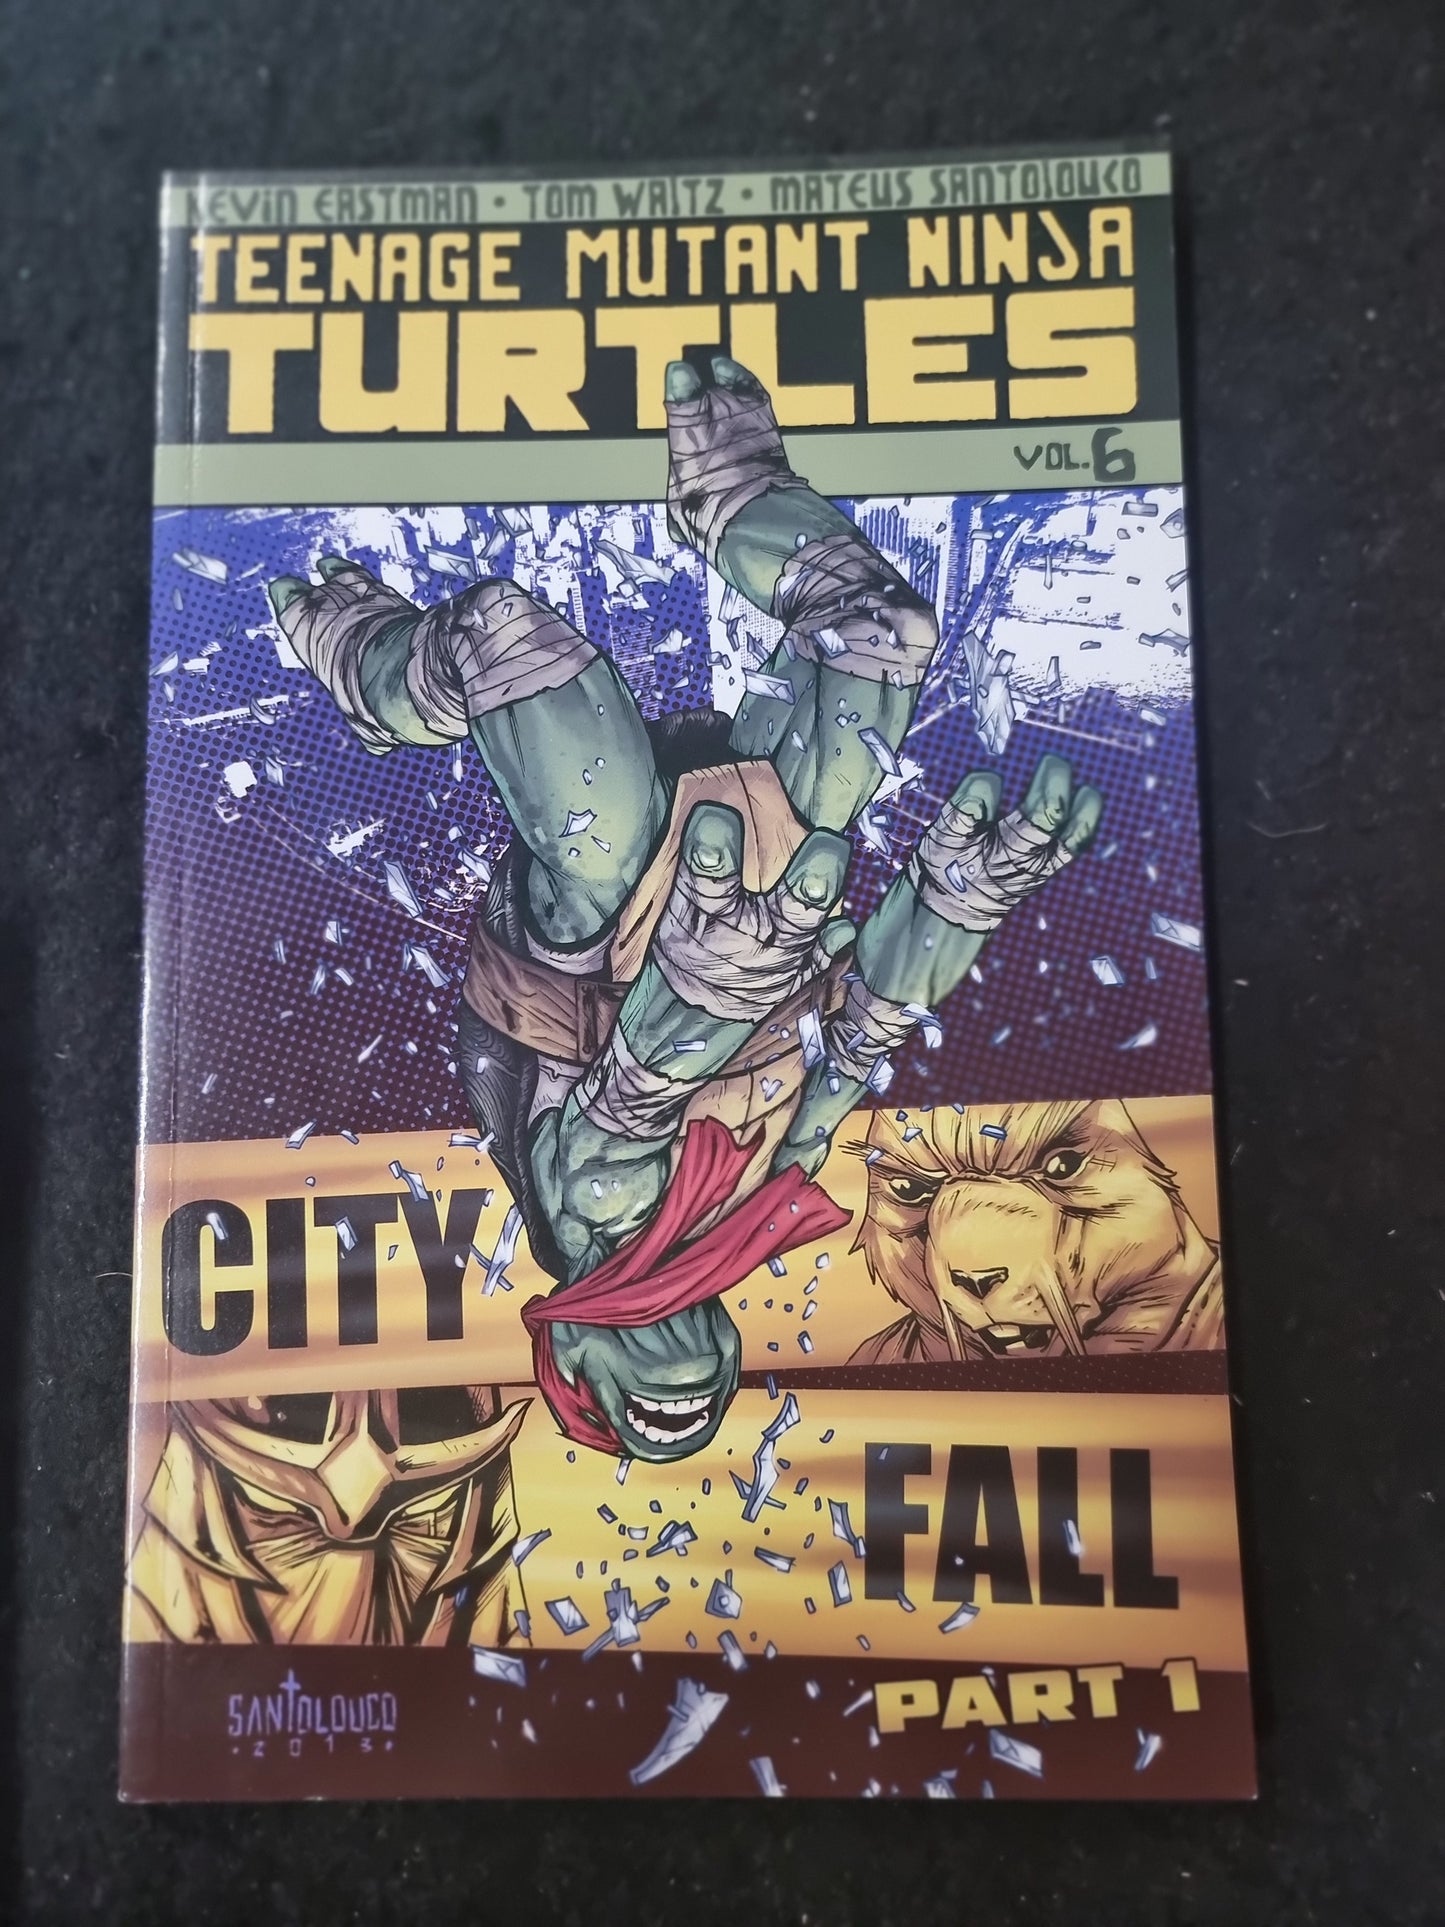 KEVIN EASTMAN • TOM WALTZ • MATEUS SANTOLOUCO
TEENAGE MUTANT NINJA
TURTLES
VOL. 6
CITY
FALL
PART 1
SANTOLOUCO
• 2013 •